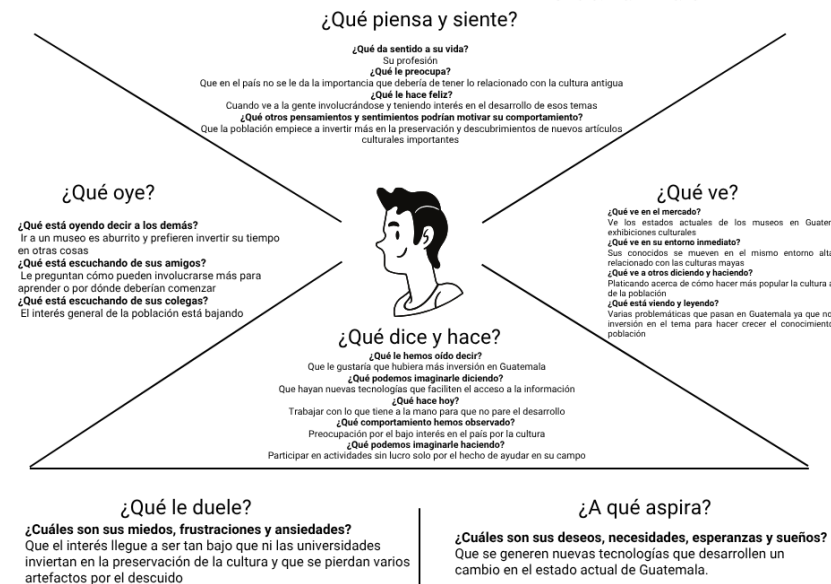 ¿Qué piensa y siente?
¿Qué da sentido a su vida?
Su profesión
¿Qué le preocupa?
Que en el país no se le da la importancia que debería de tener lo relacionado con la cultura antigua
¿Qué le hace feliz?
Cuando ve a la gente involucrándose y teniendo interés en el desarrollo de esos temas
¿Qué otros pensamientos y sentimientos podrían motivar su comportamiento?
Que la población empiece a invertir más en la preservación y descubrimientos de nuevos artículos
culturales importantes
¿Qué oye?
¿Qué está oyendo decir a los demás?
Ir a un museo es aburrito y prefieren invertir su tiempo
en otras cosas
¿Qué está escuchando de sus amigos?
Le preguntan cómo pueden involucrarse más para
aprender o por dónde deberían comenzar
¿Qué está escuchando de sus colegas?
El interés general de la población está bajando
¿Qué ve?
¿Qué ve en el mercado?
Ve los estados actuales de los museos en
exhibiciones culturales
¿Qué ve en su entorno inmediato?
Sus conocidos se mueven en el mismo entorno
relacionado con las culturas mayas
¿Qué ve a otros diciendo y haciendo?
Platicando acerca de cómo hacer más popular la cultura
de la población
¿Qué está viendo y leyendo?
Varias problemáticas que pasan en Guatemala ya que
inversión en el tema para hacer crecer el
población
¿Qué dice y hace?
¿Qué le hemos oído decir?
Que le gustaría que hubiera más inversión en Guatemala
¿Qué podemos imaginarle diciendo?
Que hayan nuevas tecnologías que faciliten el acceso a la información
¿Qué hace hoy?
Trabajar con lo que tiene a la mano para que no pare el desarrollo
¿Qué comportamiento hemos observado?
Preocupación por el bajo interés en el país por la cultura
¿Qué podemos imaginarle haciendo?
Participar en actividades sin lucro solo por el hecho de ayudar en su campo
¿Qué le duele?
¿Cuáles son sus miedos, frustraciones y ansiedades?
Que el interés llegue a ser tan bajo que ni las universidades
inviertan en la preservación de la cultura y que se pierdan varios
artefactos por el descuido
¿A qué aspira?
¿Cuáles son sus deseos, necesidades, esperanzas y sueños?
Que se generen nuevas tecnologías que desarrollen un
cambio en el estado actual de Guatemala.